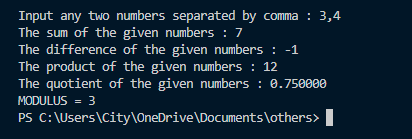 Input any two numbers separated by comma : 3,4
The sum of the given numbers : 7
The difference of the given numbers : -1
The product of the given numbers : 12
The quotient of the given numbers : 0.750000
MODULUS = 3
PS C:\Users\City\OneDrive\Documents\others>